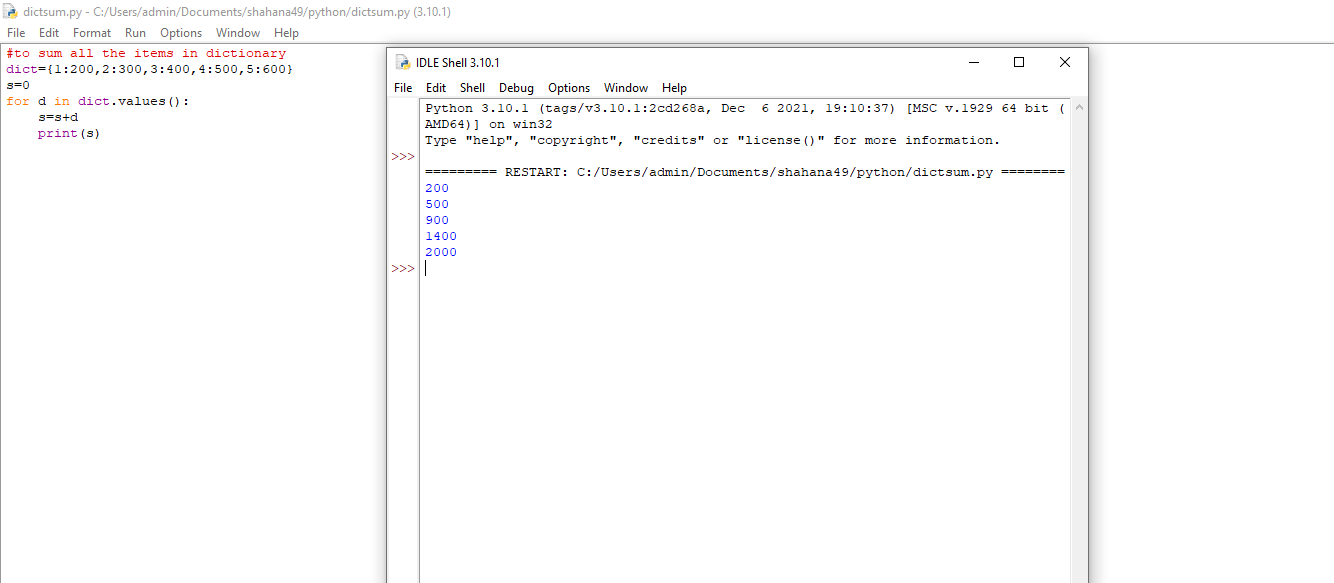 dictsum.py - C:/Users/admin/Documents/shahana49/python/dictsum.py (3.10.1)
File Edit Format Run Options Window Help
#to sum all the items in dictionary
dict={1:200,2:300,3:400,4:500,5:600}
s=0
for d in dict.values():
    s=s+d
    print(s)
IDLE Shell 3.10.1
File Edit Shell Debug Options Window Help
Python 3.10.1 (tags/v3.10.1:2cd268a, Dec  6 2021, 19:10:37) [MSC v.1929 64 bit (
AMD64)] on win32
Type "help", "copyright", "credits" or "license()" for more information.
>>>
========= RESTART: C:/Users/admin/Documents/shahana49/python/dictsum.py ========
200
500
900
1400
2000
>>>